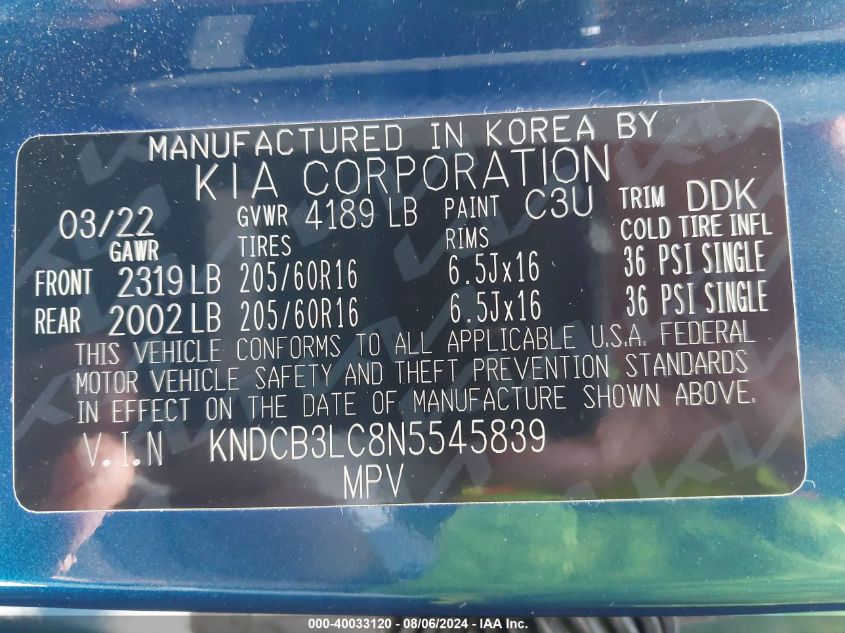 MANUFACTURED IN KOREA BY
KIA CORPORATION
03/22 GVWR 4189 LB PAINT C3U TRIM DDK
GAWR TIRES RIMS COLD TIRE INFL
FRONT 2319 LB 205/60R16 6.5Jx16 36 PSI SINGLE
REAR 2002 LB 205/60R16 6.5Jx16 36 PSI SINGLE
THIS VEHICLE CONFORMS TO ALL APPLICABLE U.S.A. FEDERAL
MOTOR VEHICLE SAFETY AND THEFT PREVENTION STANDARDS
IN EFFECT ON THE DATE OF MANUFACTURE SHOWN ABOVE.
V.I.N KNDCB3LC8N5545839
MPV
000-40033120 - 08/06/2024 - IAA Inc.